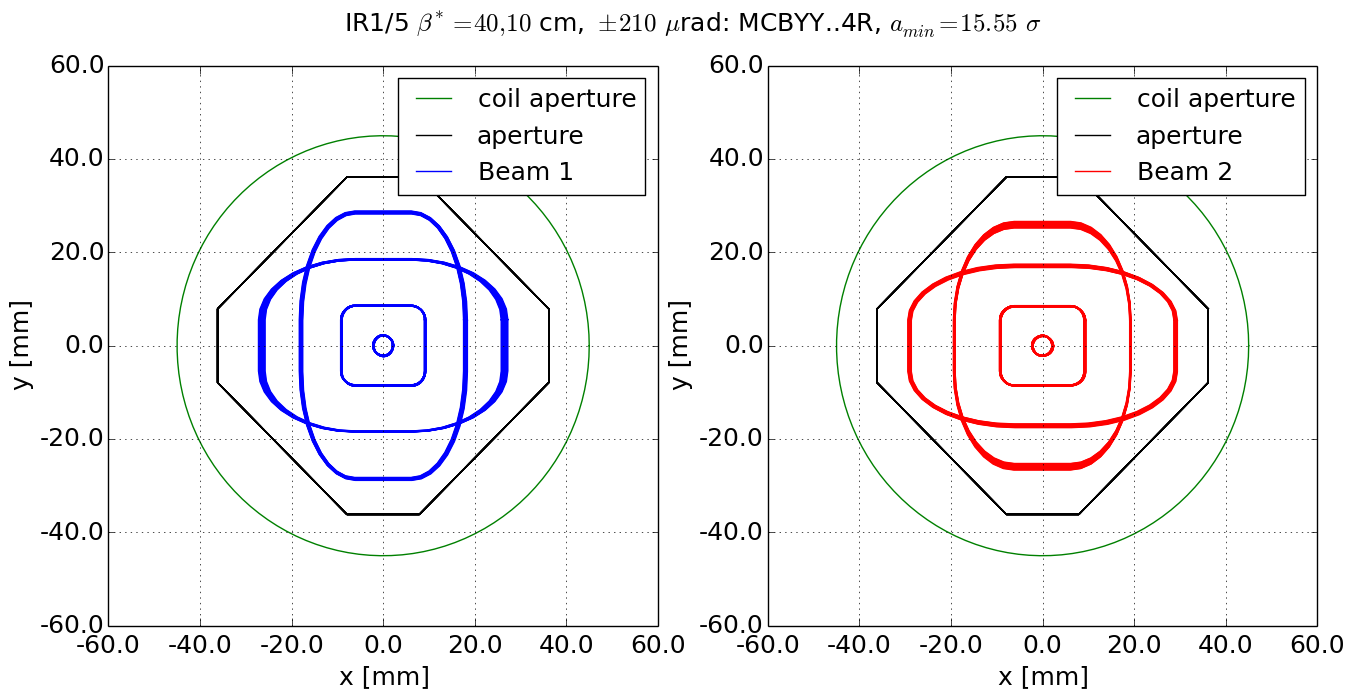 IR1/5 β* =40,10 cm, ±210 μrad: MCBYY..4R, a_min=15.55 σ
60.0
40.0
20.0
0.0
-20.0
-40.0
-60.0
-60.0 -40.0 -20.0 0.0 20.0 40.0 60.0
x [mm]
y [mm]
coil aperture
aperture
Beam 1
60.0
40.0
20.0
0.0
-20.0
-40.0
-60.0
-60.0 -40.0 -20.0 0.0 20.0 40.0 60.0
x [mm]
y [mm]
coil aperture
aperture
Beam 2